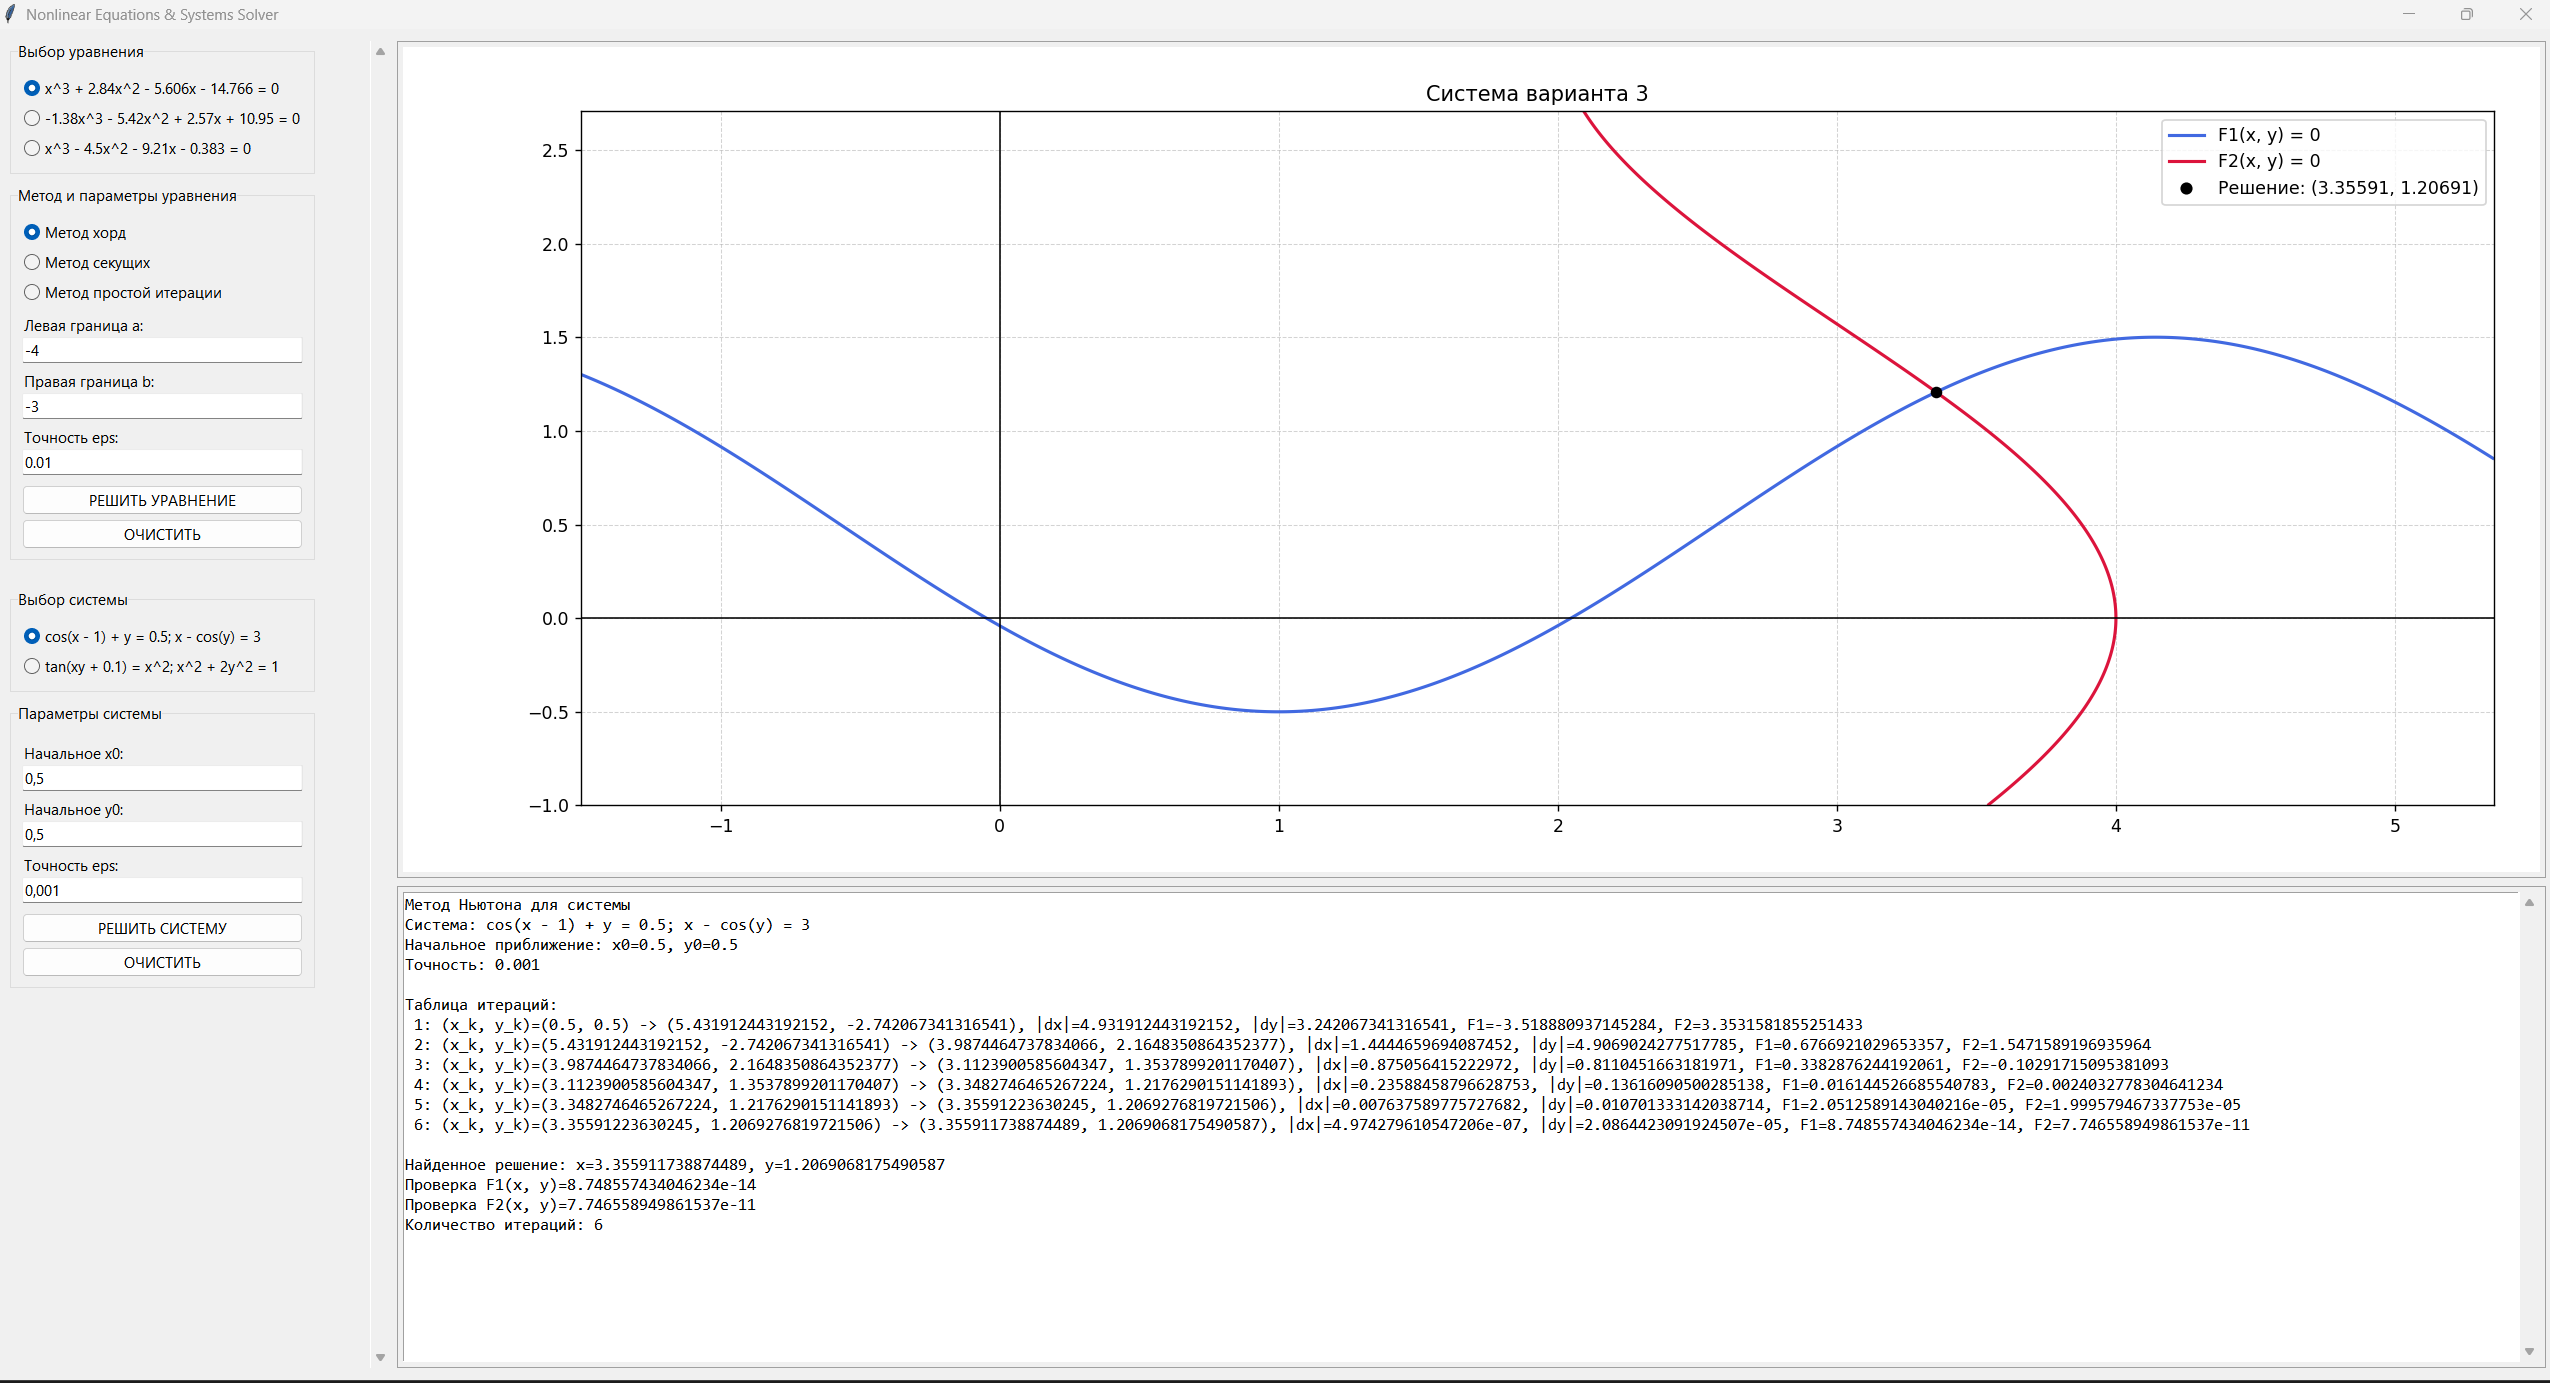 Nonlinear Equations & Systems Solver
Выбор уравнения
x^3 + 2.84x^2 - 5.606x - 14.766 = 0
-1.38x^3 - 5.42x^2 + 2.57x + 10.95 = 0
x^3 - 4.5x^2 - 9.21x - 0.383 = 0
Метод и параметры уравнения
Метод хорд
Метод секущих
Метод простой итерации
Левая граница a:
-4
Правая граница b:
-3
Точность eps:
0.01
РЕШИТЬ УРАВНЕНИЕ
ОЧИСТИТЬ
Выбор системы
cos(x - 1) + y = 0.5; x - cos(y) = 3
tan(xy + 0.1) = x^2; x^2 + 2y^2 = 1
Параметры системы
Начальное x0:
0,5
Начальное y0:
0,5
Точность eps:
0,001
РЕШИТЬ СИСТЕМУ
ОЧИСТИТЬ
Система варианта 3
F1(x, y) = 0
F2(x, y) = 0
Решение: (3.35591, 1.20691)
2.5
2.0
1.5
1.0
0.5
0.0
−0.5
−1.0
−1 0 1 2 3 4 5
Метод Ньютона для системы
Система: cos(x - 1) + y = 0.5; x - cos(y) = 3
Начальное приближение: x0=0.5, y0=0.5
Точность: 0.001
Таблица итераций:
1: (x_k, y_k)=(0.5, 0.5) -> (5.431912443192152, -2.742067341316541), |dx|=4.931912443192152, |dy|=3.242067341316541, F1=-3.518880937145284, F2=3.3531581855251433
2: (x_k, y_k)=(5.431912443192152, -2.742067341316541) -> (3.9874464737834066, 2.1648350864352377), |dx|=1.4444659694087452, |dy|=4.9069024277517785, F1=0.6766921029653357, F2=1.5471589196935964
3: (x_k, y_k)=(3.9874464737834066, 2.1648350864352377) -> (3.1123900585604347, 1.3537899201170407), |dx|=0.875056415222972, |dy|=0.8110451663181971, F1=0.3382876244192061, F2=-0.10291715095381093
4: (x_k, y_k)=(3.1123900585604347, 1.3537899201170407) -> (3.3482746465267224, 1.2176290151141893), |dx|=0.23588458796628753, |dy|=0.13616090500285138, F1=0.016144526685540783, F2=0.0024032778304641234
5: (x_k, y_k)=(3.3482746465267224, 1.2176290151141893) -> (3.35591223630245, 1.2069276819721506), |dx|=0.007637589775727682, |dy|=0.010701333142038714, F1=2.0512589143040216e-05, F2=1.999579467337753e-05
6: (x_k, y_k)=(3.35591223630245, 1.2069276819721506) -> (3.355911738874489, 1.2069068175490587), |dx|=4.974279610547206e-07, |dy|=2.0864423091924507e-05, F1=8.748557434046234e-14, F2=7.746558949861537e-11
Найденное решение: x=3.355911738874489, y=1.2069068175490587
Проверка F1(x, y)=8.748557434046234e-14
Проверка F2(x, y)=7.746558949861537e-11
Количество итераций: 6